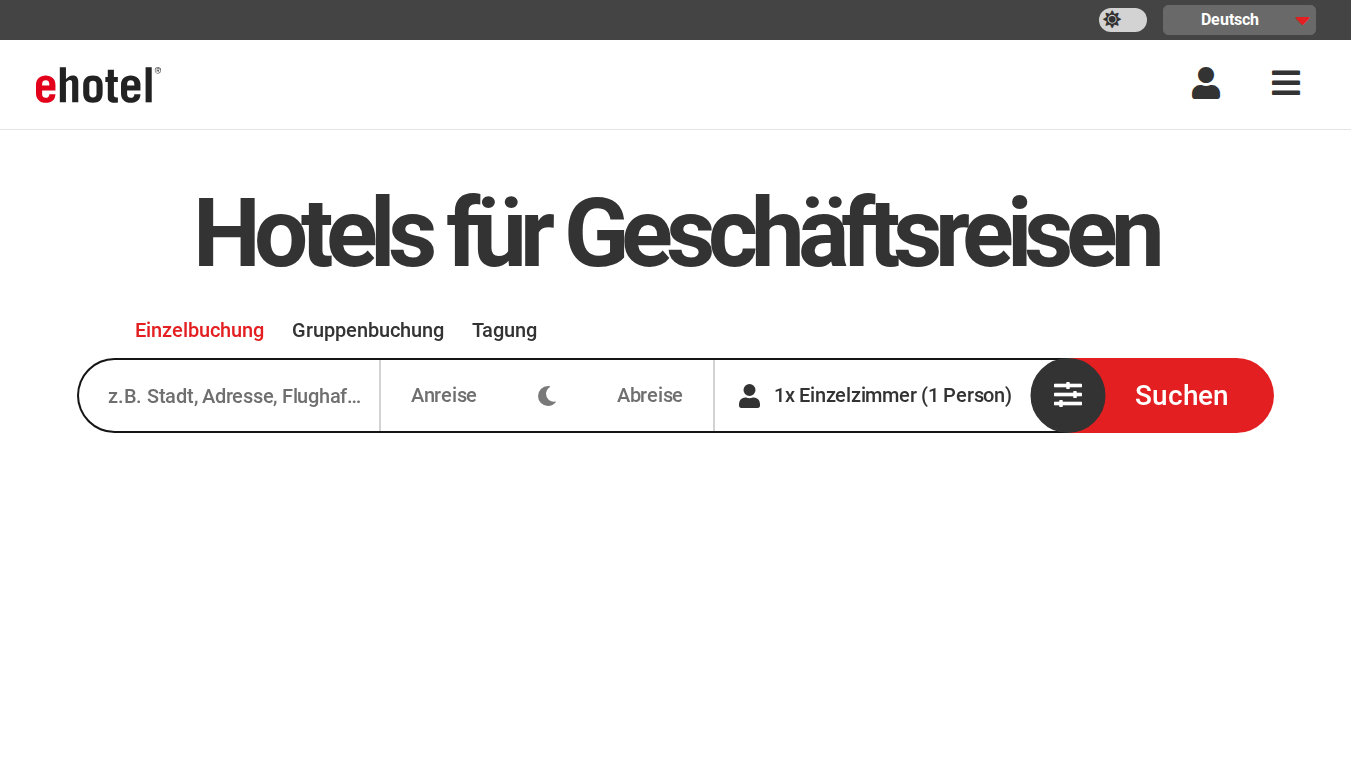 Deutsch
ehotel®
Hotels für Geschäftsreisen
Einzelbuchung Gruppenbuchung Tagung
z.B. Stadt, Adresse, Flughaf... Anreise Abreise 1x Einzelzimmer (1 Person) Suchen